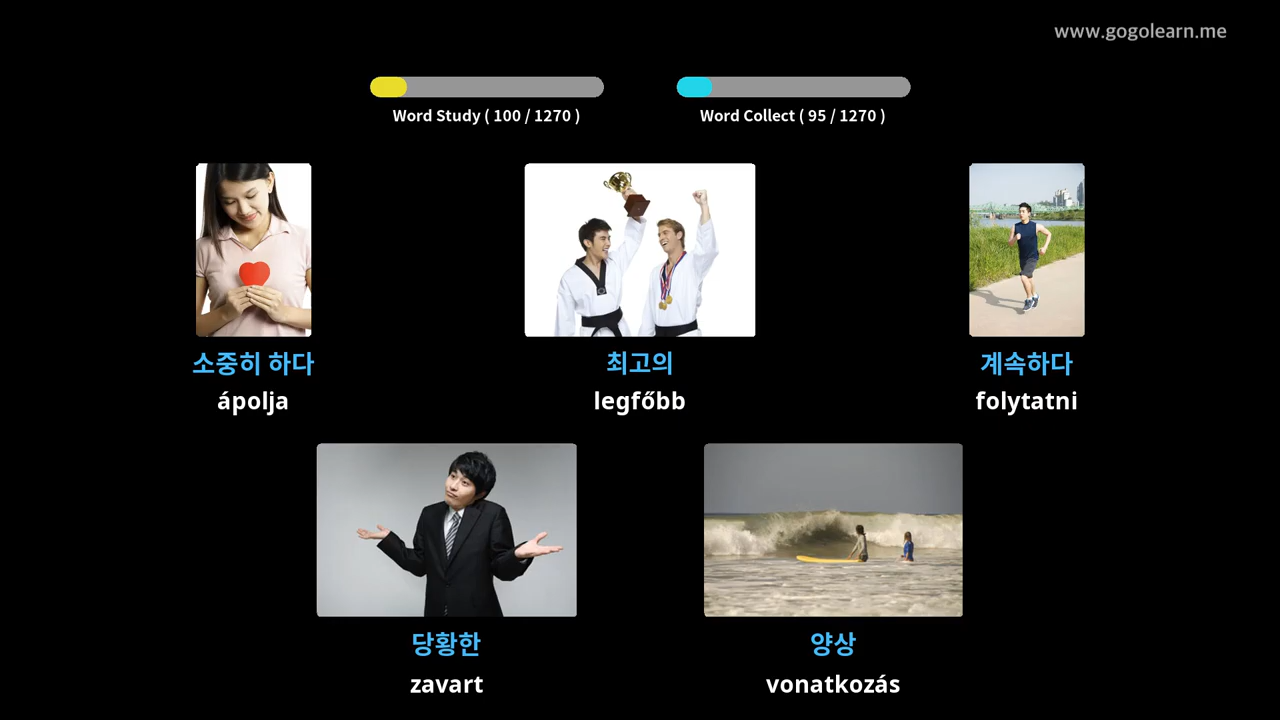 www.gogolearn.me
Word Study ( 100 / 1270 )
Word Collect ( 95 / 1270 )
소중히 하다
ápolja
최고의
legfőbb
계속하다
folytatni
당황한
zavart
양상
vonatkozás